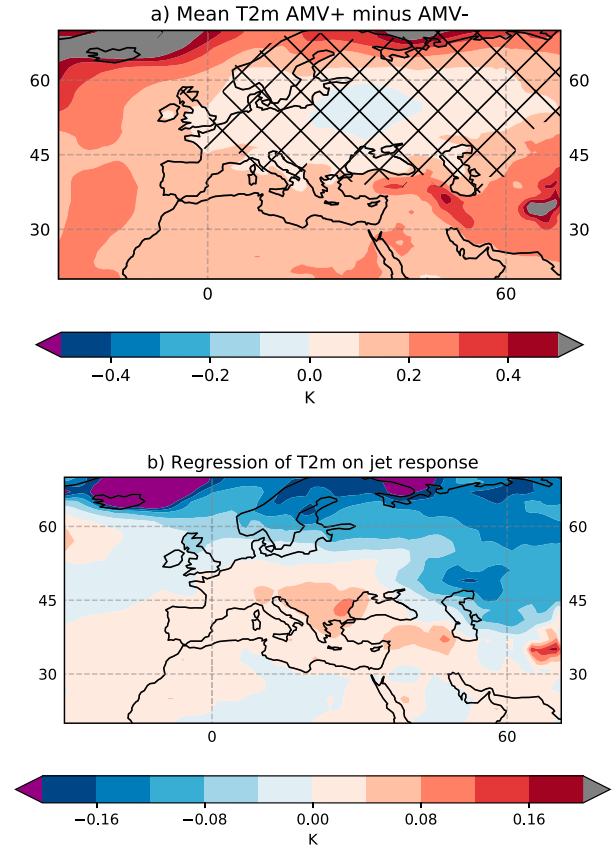 a) Mean T2m AMV+ minus AMV-
60 60
45 45
30 30
0 60
−0.4 −0.2 0.0 0.2 0.4
K
b) Regression of T2m on jet response
60 60
45 45
30 30
0 60
−0.16 −0.08 0.00 0.08 0.16
K